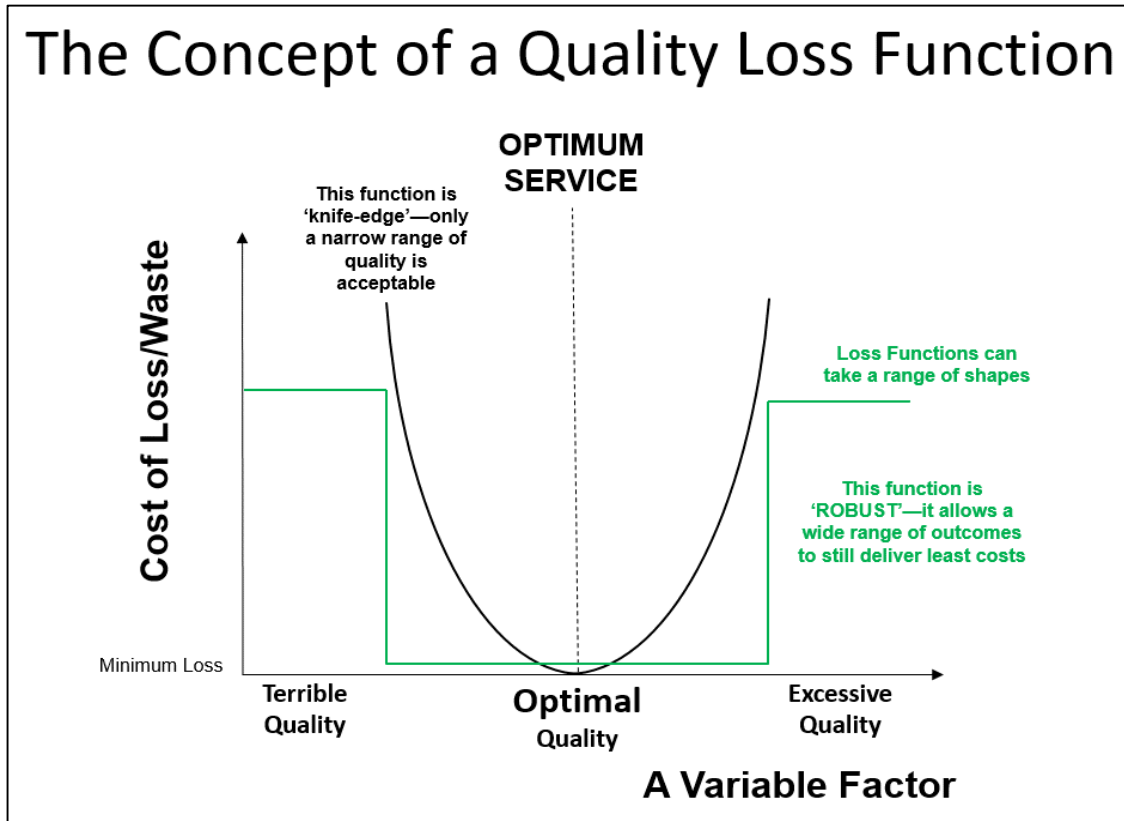 The Concept of a Quality Loss Function
OPTIMUM
SERVICE
This function is
‘knife-edge’—only
a narrow range of
quality is
acceptable
Cost of Loss/Waste
Loss Functions can
take a range of shapes
This function is
‘ROBUST’—it allows a
wide range of outcomes
to still deliver least costs
Minimum Loss
Terrible
Quality
Optimal
Quality
Excessive
Quality
A Variable Factor